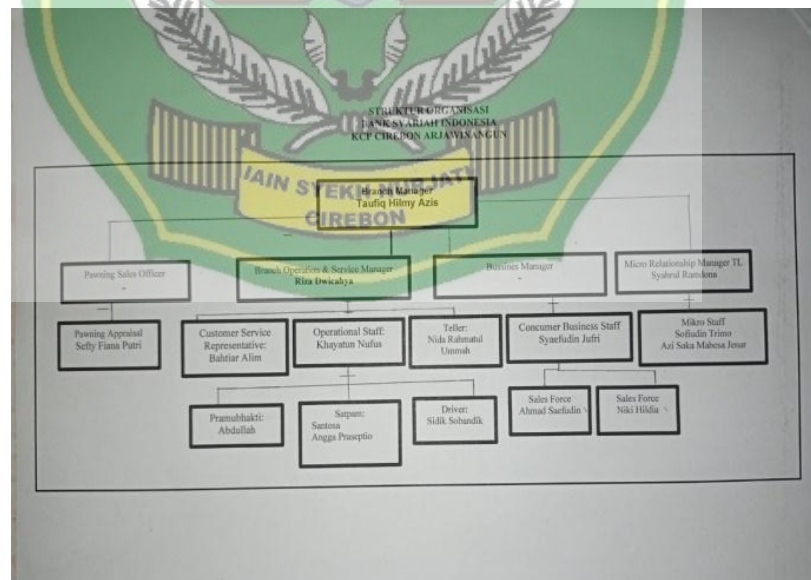 STRUKTUR ORGANISASI
BANK SYARIAH INDONESIA
KCP CIREBON ARJAWINANGUN
IAIN SYEKH NURJATI
CIREBON
Branch Manager
Taufiq Hilmy Azis
Pawning Sales Officer
-
Branch Operation & Service Manager
Riza Dwicahya
Bussines Manager
-
Micro Relationship Manager TL
Syahrul Ramdona
Pawning Appraisal
Sefty Fiana Putri
Customer Service
Representative:
Bahtiar Alim
Operational Staff:
Khayatun Nufus
Teller:
Nida Rahmatul
Ummah
Concumer Business Staff
Syaefudin Jufri
Mikro Staff
Sofiudin Trimo
Azi Saka Mahesa Jenar
Pramubhakti:
Abdullah
Satpam:
Santosa
Angga Praseptio
Driver:
Sidik Sobandik
Sales Force
Ahmad Saefudin
Sales Force
Niki Hildia